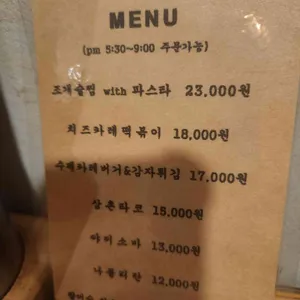 MENU
(pm 5:30~9:00 주문가능)
조개술찜 with 파스타 23,000원
치즈카레떡볶이 18,000원
수제카레버거&감자튀김 17,000원
삼촌타코 15,000원
야끼소바 13,000원
나폴리탄 12,000원